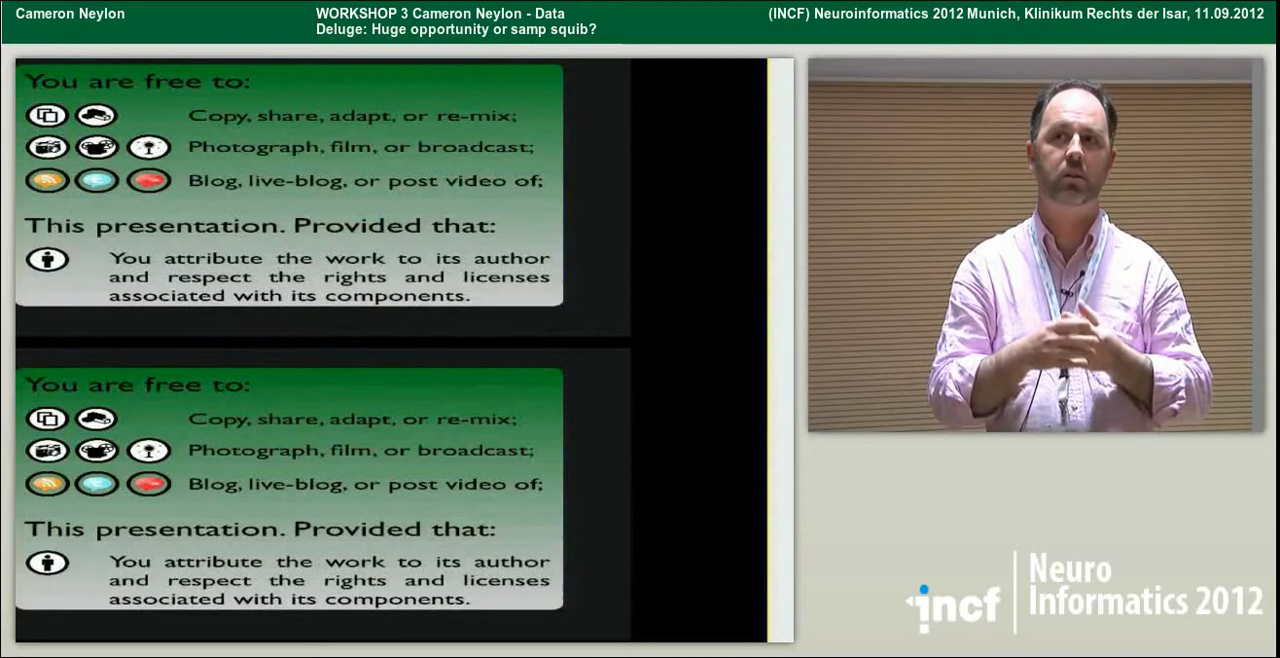 Cameron Neylon
WORKSHOP 3 Cameron Neylon - Data
Deluge: Huge opportunity or samp squib?
(INCF) Neuroinformatics 2012 Munich, Klinikum Rechts der Isar, 11.09.2012
You are free to:
Copy, share, adapt, or re-mix;
Photograph, film, or broadcast;
Blog, live-blog, or post video of;
This presentation. Provided that:
You attribute the work to its author
and respect the rights and licenses
associated with its components.
You are free to:
Copy, share, adapt, or re-mix;
Photograph, film, or broadcast;
Blog, live-blog, or post video of;
This presentation. Provided that:
You attribute the work to its author
and respect the rights and licenses
associated with its components.
incf
Neuro
Informatics 2012